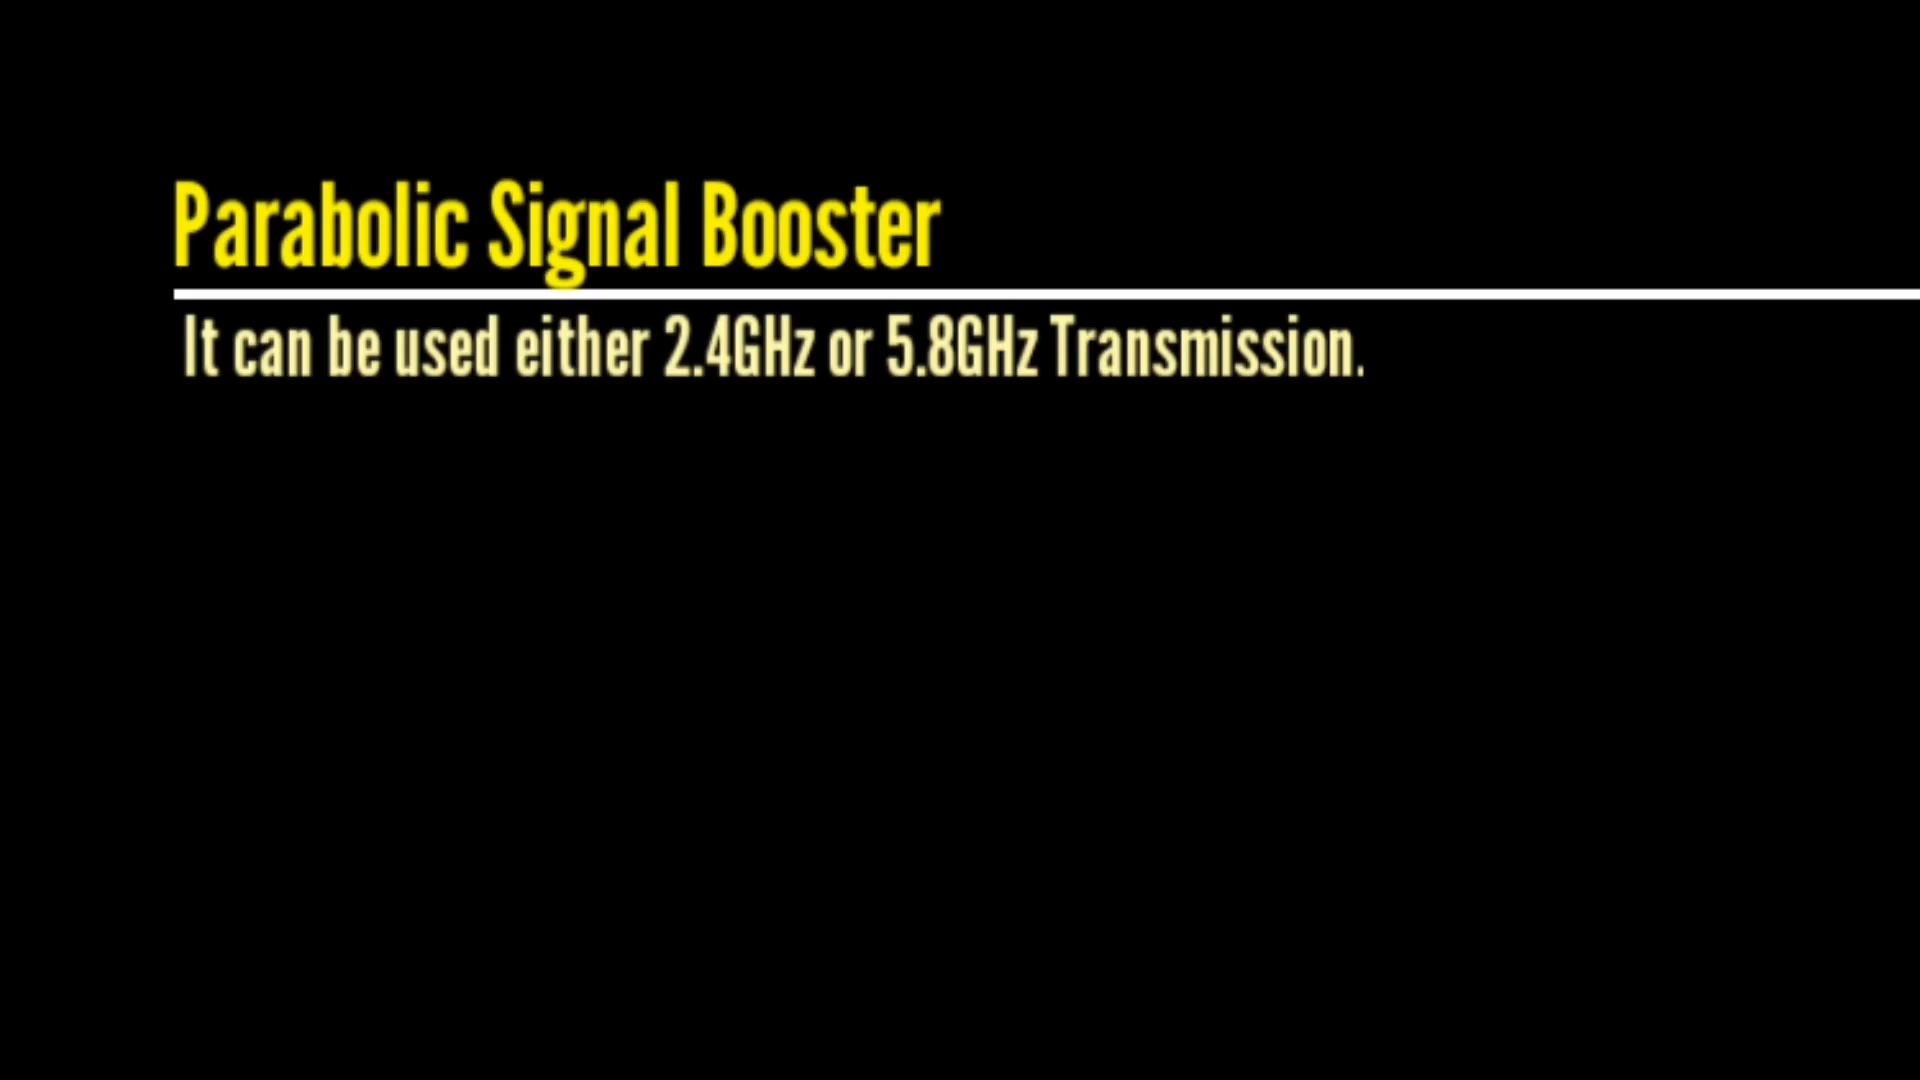 Parabolic Signal Booster
It can be used either 2.4GHz or 5.8GHz Transmission.